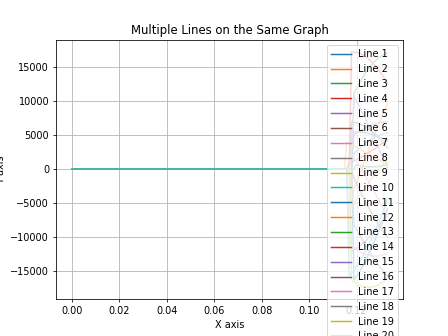 Multiple Lines on the Same Graph
15000
10000
5000
0
−5000
−10000
−15000
0.00
0.02
0.04
0.06
0.08
0.10
X axis
axis
Line 1
Line 2
Line 3
Line 4
Line 5
Line 6
Line 7
Line 8
Line 9
Line 10
Line 11
Line 12
Line 13
Line 14
Line 15
Line 16
Line 17
Line 18
Line 19
Line 20